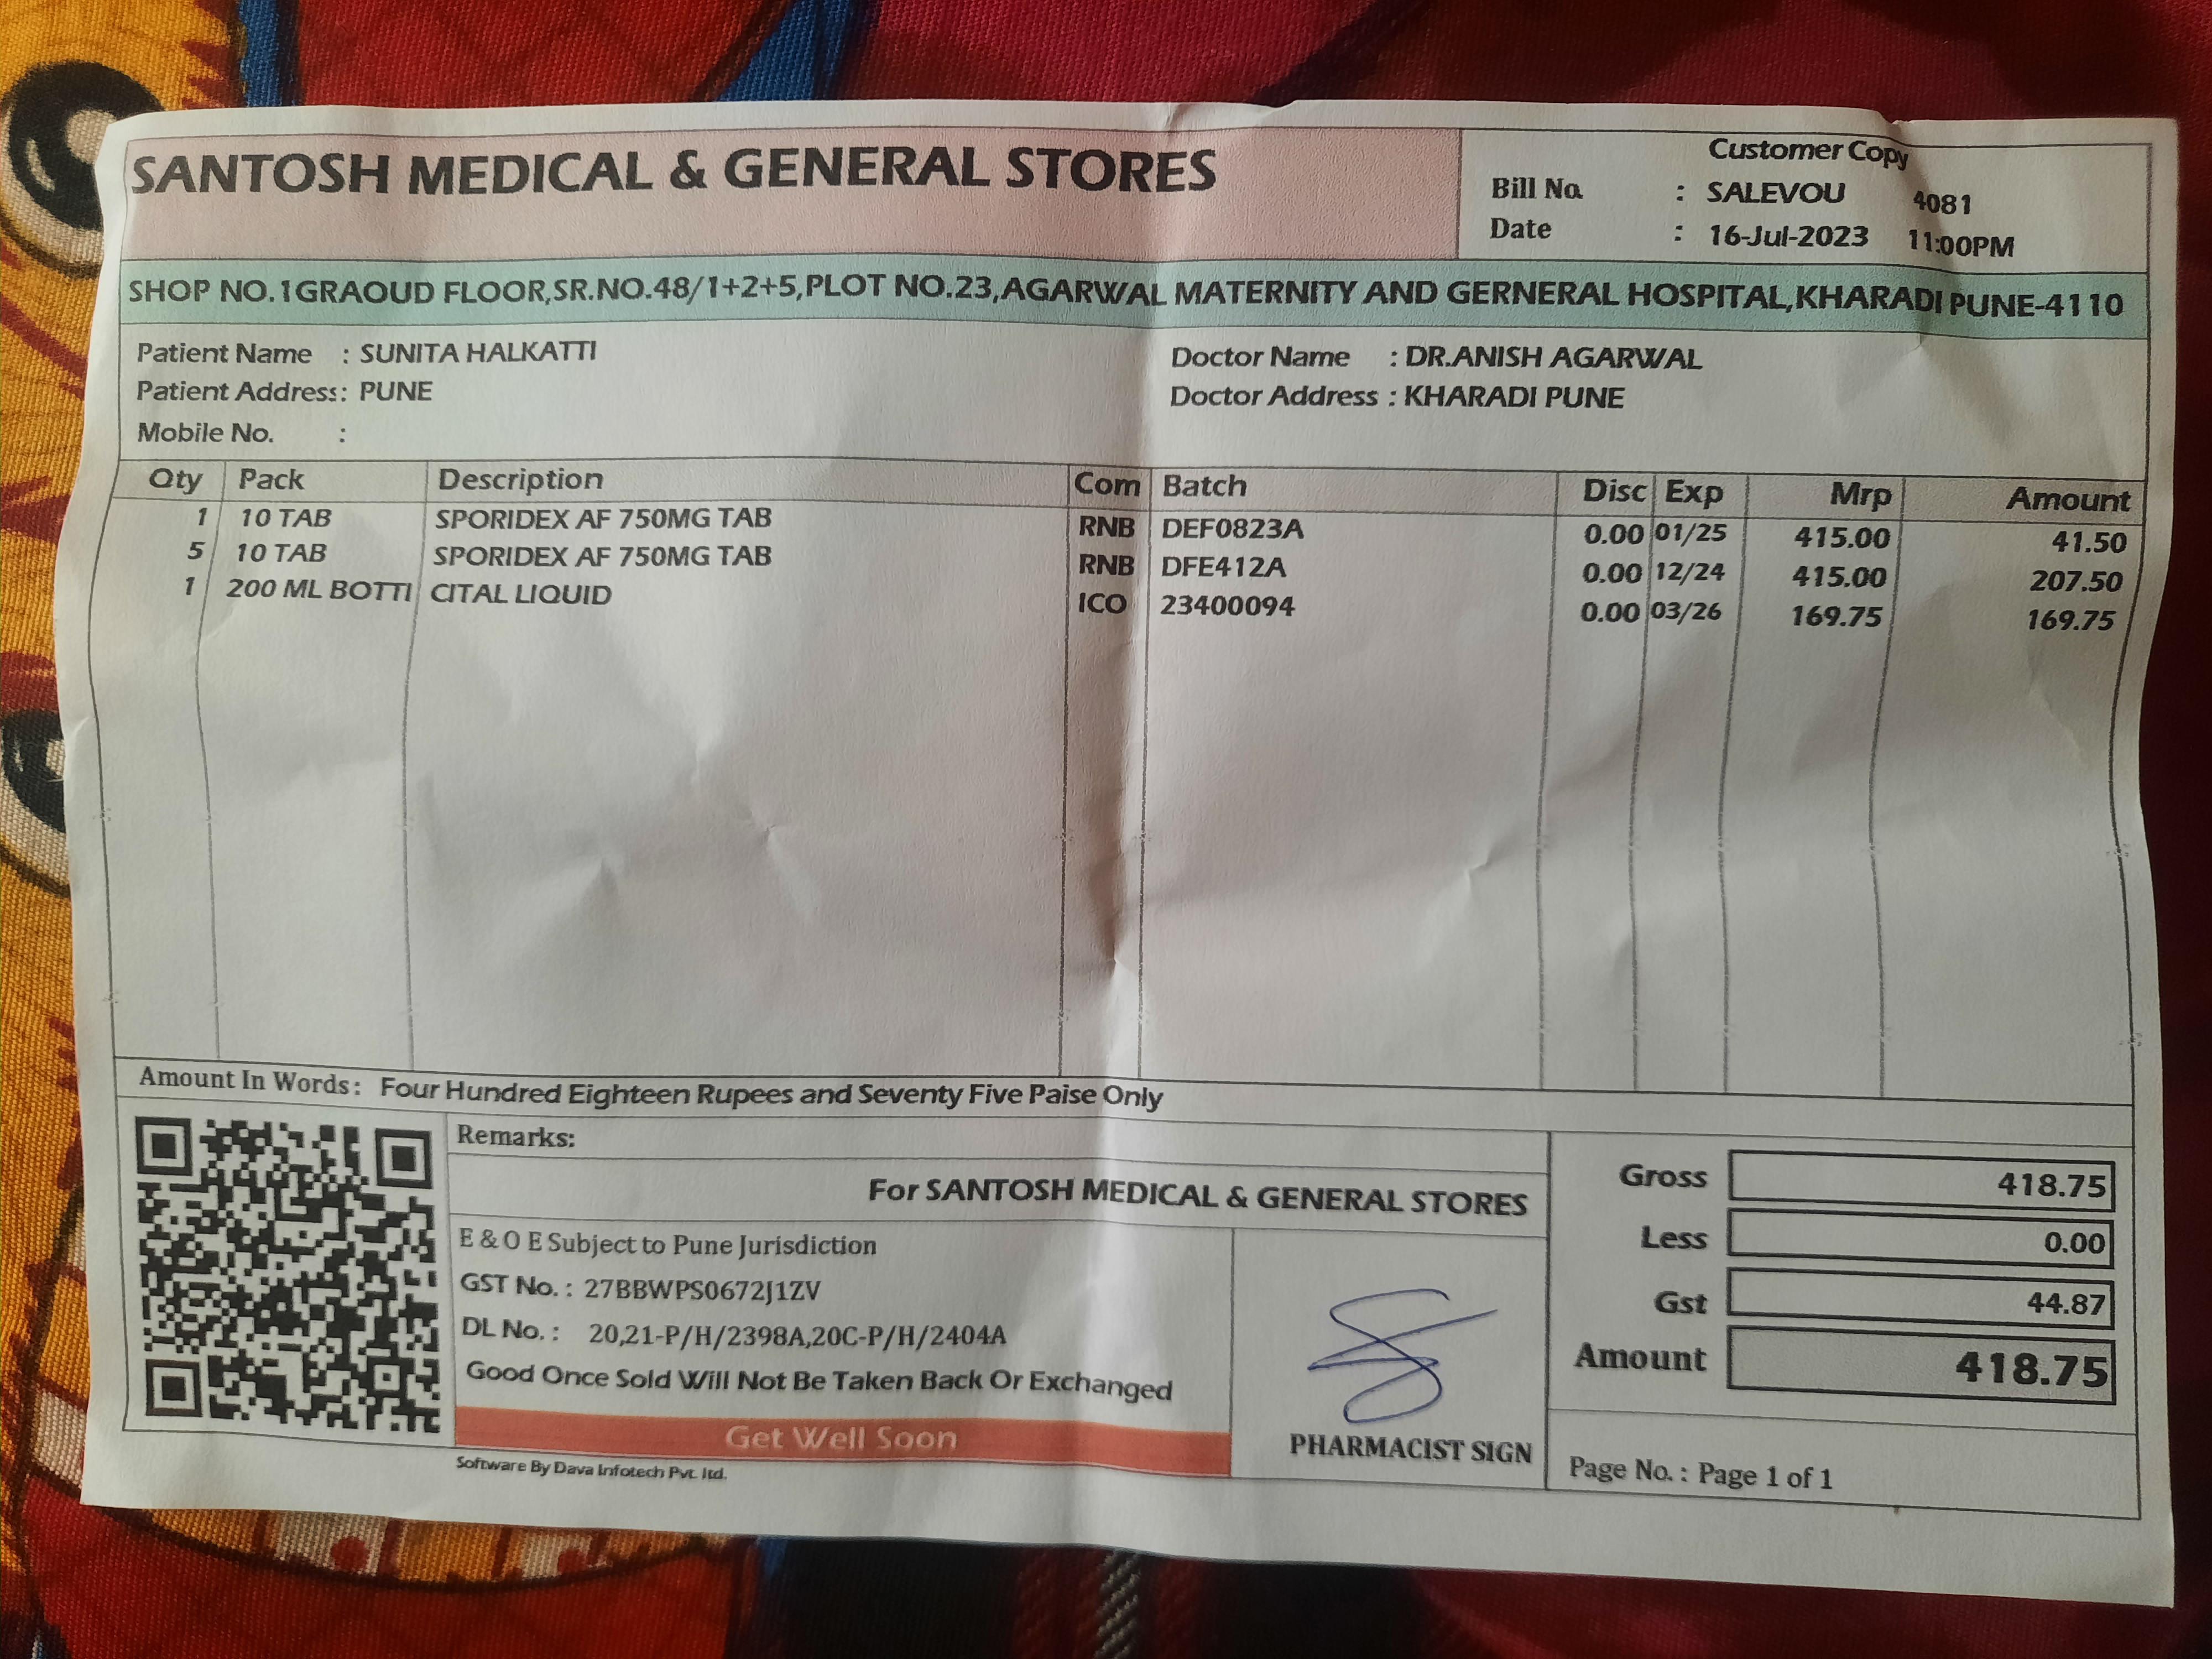 SANTOSH MEDICAL & GENERAL STORES
Customer Copy
Bill No. : SALEVOU 4081
Date : 16-Jul-2023 11:00PM
SHOP NO.1GRAOUD FLOOR,SR.NO.48/1+2+5,PLOT NO.23,AGARWAL MATERNITY AND GERNERAL HOSPITAL,KHARADI PUNE-4110
Patient Name : SUNITA HALKATTI Doctor Name : DR.ANISH AGARWAL
Patient Address: PUNE Doctor Address : KHARADI PUNE
Mobile No. :
Qty Pack Description Com Batch Disc Exp Mrp Amount
1 10 TAB SPORIDEX AF 750MG TAB RNB DEF0823A 0.00 01/25 415.00 41.50
5 10 TAB SPORIDEX AF 750MG TAB RNB DFE412A 0.00 12/24 415.00 207.50
1 200 ML BOTTI CITAL LIQUID ICO 23400094 0.00 03/26 169.75 169.75
Amount In Words: Four Hundred Eighteen Rupees and Seventy Five Paise Only
Remarks:
For SANTOSH MEDICAL & GENERAL STORES
E & O E Subject to Pune Jurisdiction
GST No. : 27BBWPS0672J1ZV
DL No. : 20,21-P/H/2398A,20C-P/H/2404A
Good Once Sold Will Not Be Taken Back Or Exchanged
Get Well Soon
Software By Dava Infotech Pvt. ltd.
PHARMACIST SIGN
Gross 418.75
Less 0.00
Gst 44.87
Amount 418.75
Page No. : Page 1 of 1